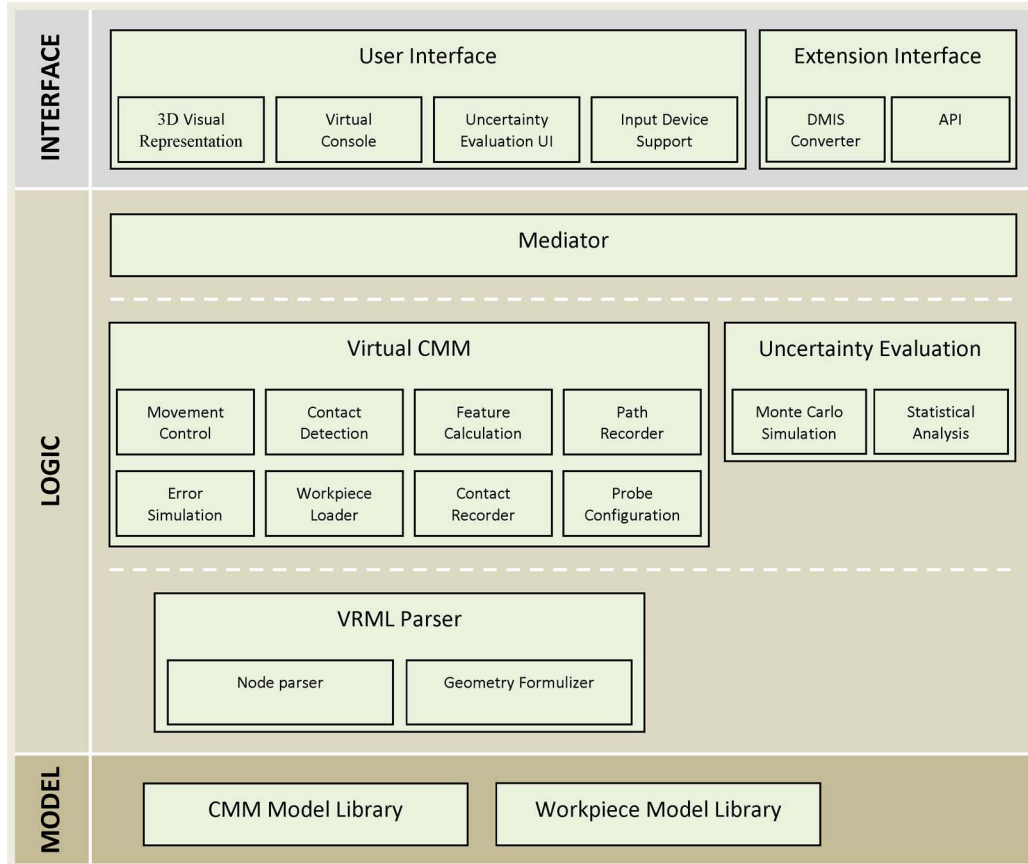 INTERFACE
User Interface
3D Visual
Representation
Virtual
Console
Uncertainty
Evaluation UI
Input Device
Support
Extension Interface
DMIS
Converter
API
LOGIC
Mediator
Virtual CMM
Movement
Control
Contact
Detection
Feature
Calculation
Path
Recorder
Error
Simulation
Workpiece
Loader
Contact
Recorder
Probe
Configuration
Uncertainty Evaluation
Monte Carlo
Simulation
Statistical
Analysis
VRML Parser
Node parser
Geometry Formulizer
MODEL
CMM Model Library
Workpiece Model Library